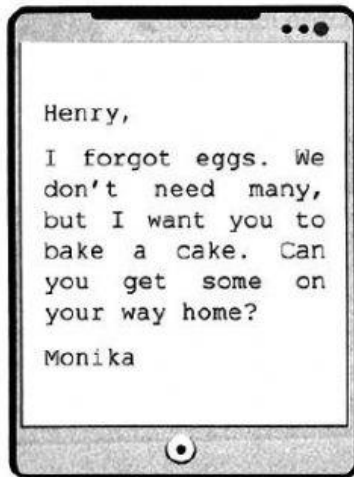 Henry,
I forgot eggs. We
don't need many,
but I want you to
bake a cake. Can
you get some on
your way home?
Monika